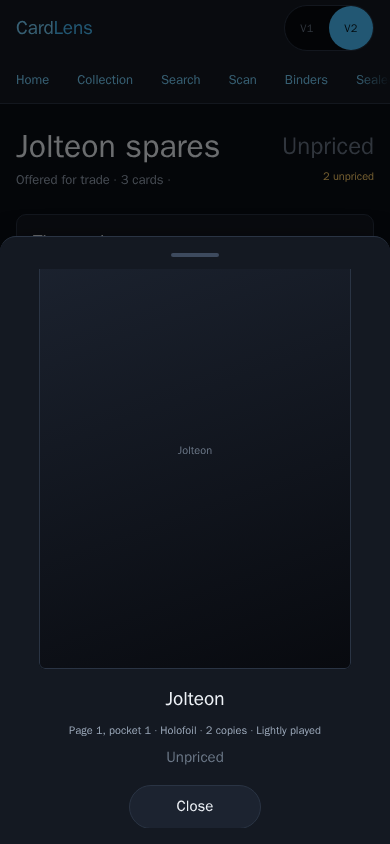 CardLens
V1
V2
Home Collection Search Scan Binders Seale
Jolteon spares
Unpriced
Offered for trade · 3 cards ·
2 unpriced
Jolteon
Jolteon
Page 1, pocket 1 · Holofoil · 2 copies · Lightly played
Unpriced
Close